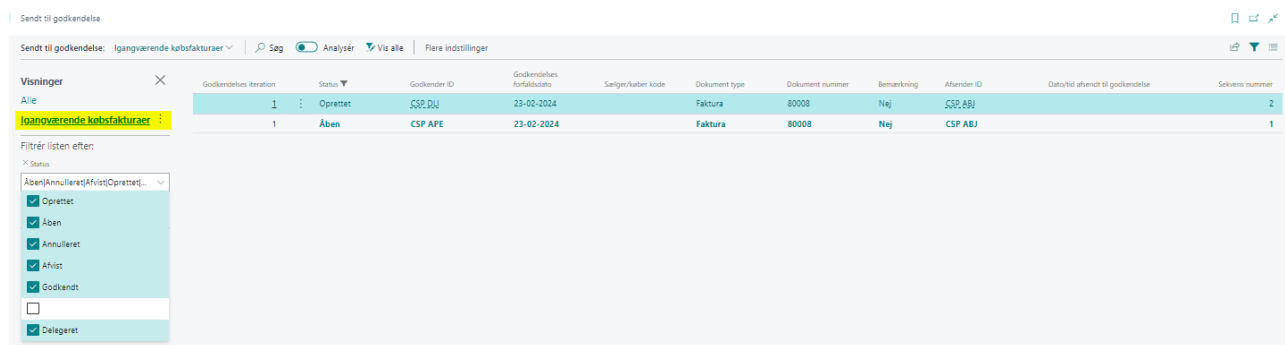 Sendt til godkendelse
Sendt til godkendelse: Igangværende købsfakturaer Søg Analysér Vis alle Flere indstillinger
Visninger
Alle
Igangværende købsfakturaer
Filtrér listen efter:
× Status
Åben|Annulleret|Afvist|Oprettet|...
Oprettet
Åben
Annulleret
Afvist
Godkendt
Delegeret
Godkendelses iteration Status Godkender ID Godkendelses forfaldsdato Sælger/køber kode Dokument type Dokument nummer Bemærkning Afsender ID Dato/tid afsendt til godkendelse Sekvens nummer
1 Oprettet CSP DIJ 23-02-2024 Faktura 80008 Nej CSP ABJ 2
1 Åben CSP APE 23-02-2024 Faktura 80008 Nej CSP ABJ 1